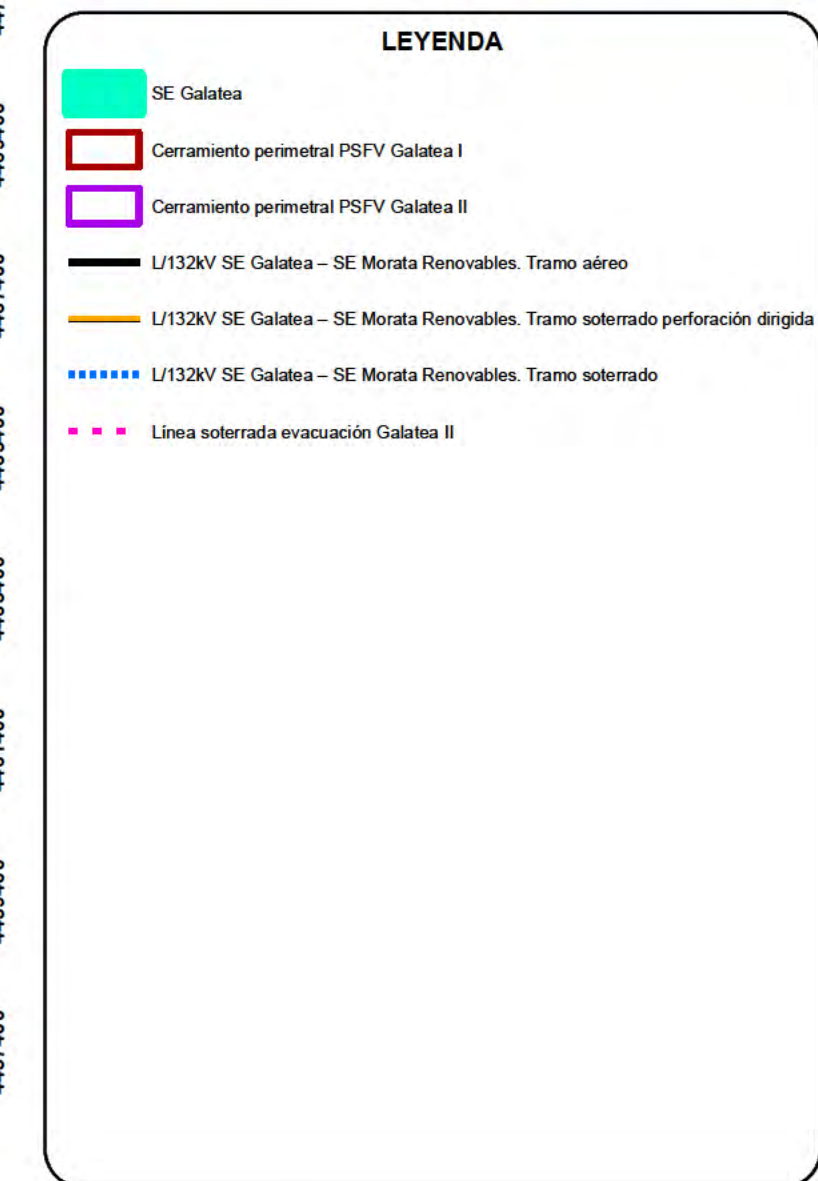 LEYENDA
SE Galatea
Cerramiento perimetral PSFV Galatea I
Cerramiento perimetral PSFV Galatea II
L/132kV SE Galatea – SE Morata Renovables. Tramo aéreo
L/132kV SE Galatea – SE Morata Renovables. Tramo soterrado perforación dirigida
L/132kV SE Galatea – SE Morata Renovables. Tramo soterrado
Línea soterrada evacuación Galatea II